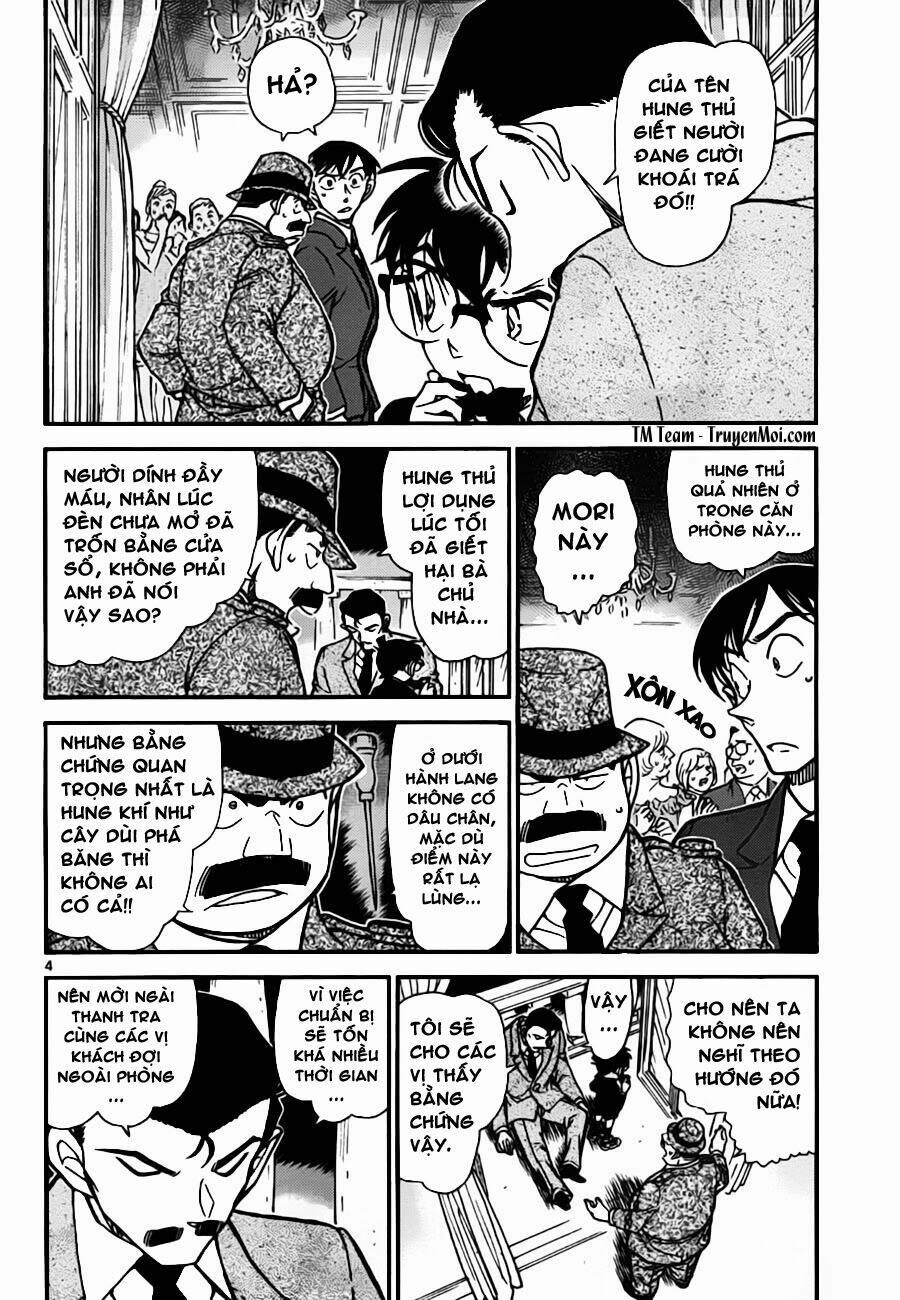 CỦA TÊN
HUNG THỦ
GIẾT NGƯỜI
ĐANG CƯỜI
KHOÁI TRÁ
ĐÓ!!
HẢ?
TM Team - TruyenMoi.com
HUNG THỦ
QUẢ NHIÊN Ở
TRONG CĂN
PHÒNG NÀY...
MORI
NÀY
...
XÔN XAO
HUNG THỦ
LỢI DỤNG
LÚC TỐI
ĐÃ GIẾT
HẠI BÀ
CHỦ
NHÀ...
NGƯỜI DÍNH ĐẦY
MÁU, NHÂN LÚC
ĐÈN CHƯA MỞ ĐÃ
TRỐN BẰNG CỬA
SỔ, KHÔNG PHẢI
ANH ĐÃ NÓI
VẬY SAO?
Ở DƯỚI
HÀNH LANG
KHÔNG CÓ
DẤU CHÂN,
MẶC DÙ
ĐIỂM NÀY
RẤT LẠ
LÙNG...
NHƯNG BẰNG
CHỨNG QUAN
TRỌNG NHẤT LÀ
HUNG KHÍ NHƯ
CÂY DÙI PHÁ
BĂNG THÌ
KHÔNG AI
CÓ CẢ!!
4
CHO NÊN TA
KHÔNG NÊN
NGHĨ THEO
HƯỚNG ĐÓ
NỮA!
VẬY
...
TÔI SẼ
CHO CÁC
VỊ THẤY
BẰNG
CHỨNG
VẬY.
VÌ VIỆC
CHUẨN BỊ
SẼ TỐN
KHÁ NHIỀU
THỜI GIAN
...
NÊN MỜI NGÀI
THANH TRA
CÙNG CÁC VỊ
KHÁCH ĐỢI
NGOÀI PHÒNG
...